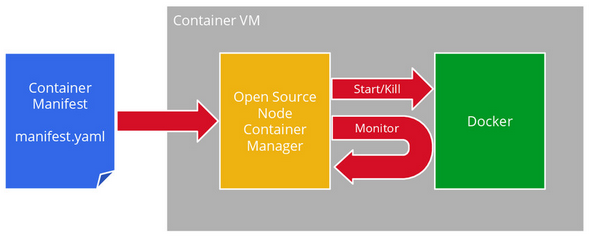 Container VM
Container
Manifest
manifest.yaml
Open Source
Node
Container
Manager
Start/Kill
Monitor
Docker